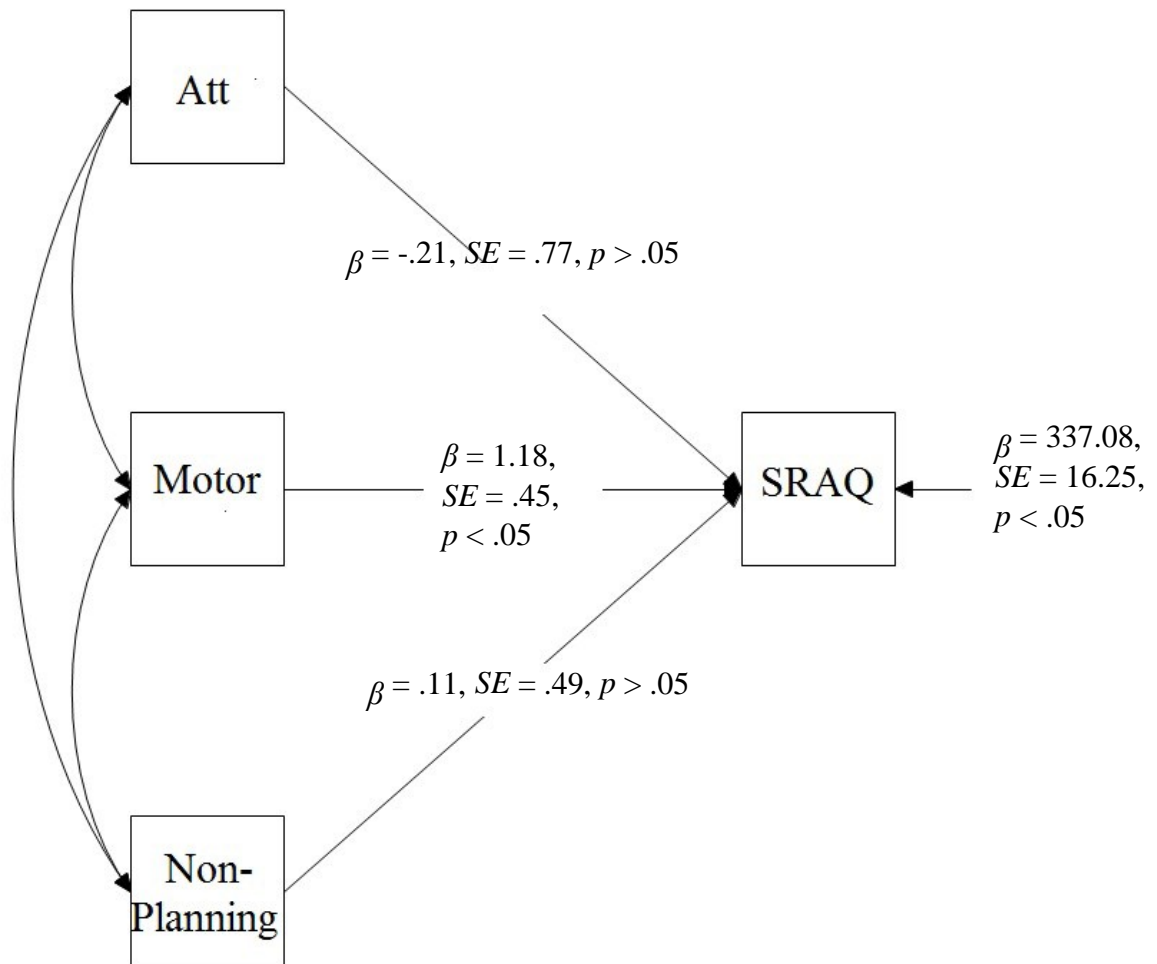 Att
β = -.21, SE = .77, p > .05
Motor
β = 1.18,
SE = .45,
p < .05
SRAQ
β = 337.08,
SE = 16.25,
p < .05
β = .11, SE = .49, p > .05
Non-
Planning